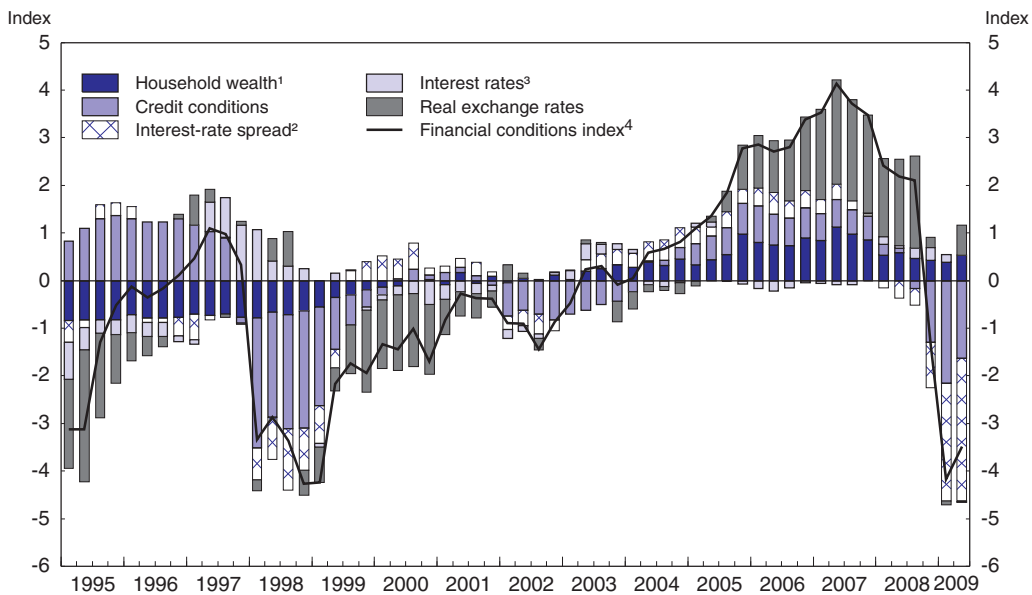 Index Index
5 5
Household wealth¹ Interest rates³
4 4
Credit conditions Real exchange rates
Interest-rate spread² Financial conditions index⁴
3 3
2 2
1 1
0 0
-1 -1
-2 -2
-3 -3
-4 -4
-5 -5
-6 -6
1995 1996 1997 1998 1999 2000 2001 2002 2003 2004 2005 2006 2007 2008 2009